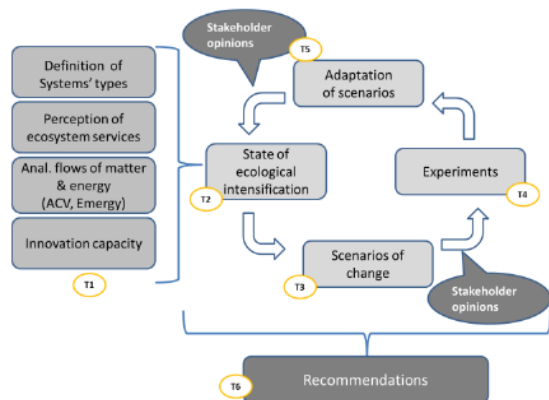 Stakeholder
opinions
T5
Adaptation
of scenarios
Definition of
Systems' types
Perception of
ecosystem services
Anal. flows of matter
& energy
(ACV, Emergy)
Innovation capacity
T1
State of
ecological
intensification
T2
Experiments
T4
Scenarios of
change
T3
Stakeholder
opinions
T6
Recommendations